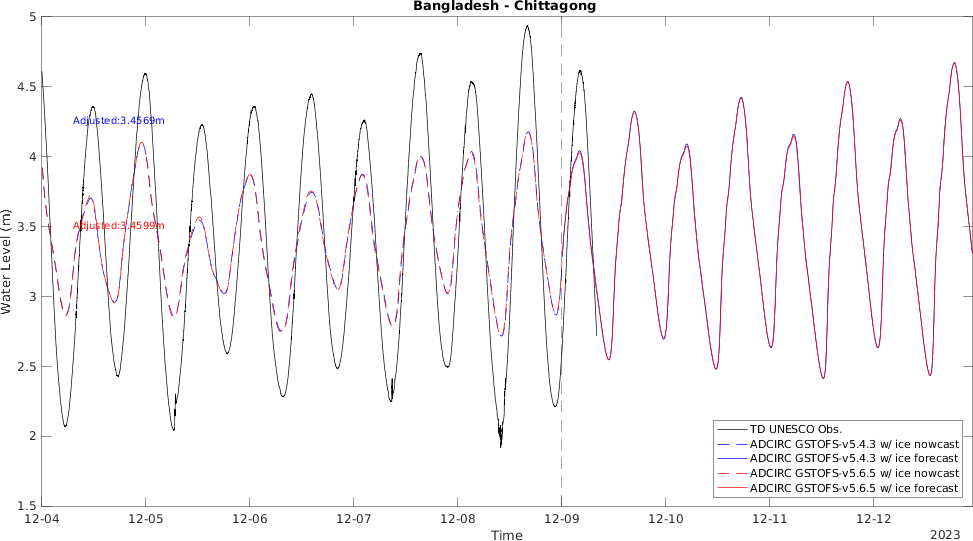 Bangladesh - Chittagong
Water Level (m)
5
4.5
4
3.5
3
2.5
2
1.5
Adjusted:3.4569m
Adjusted:3.4599m
TD UNESCO Obs.
ADCIRC GSTOFS-v5.4.3 w/ ice nowcast
ADCIRC GSTOFS-v5.4.3 w/ ice forecast
ADCIRC GSTOFS-v5.6.5 w/ ice nowcast
ADCIRC GSTOFS-v5.6.5 w/ ice forecast
12-04 12-05 12-06 12-07 12-08 12-09 12-10 12-11 12-12
Time
2023